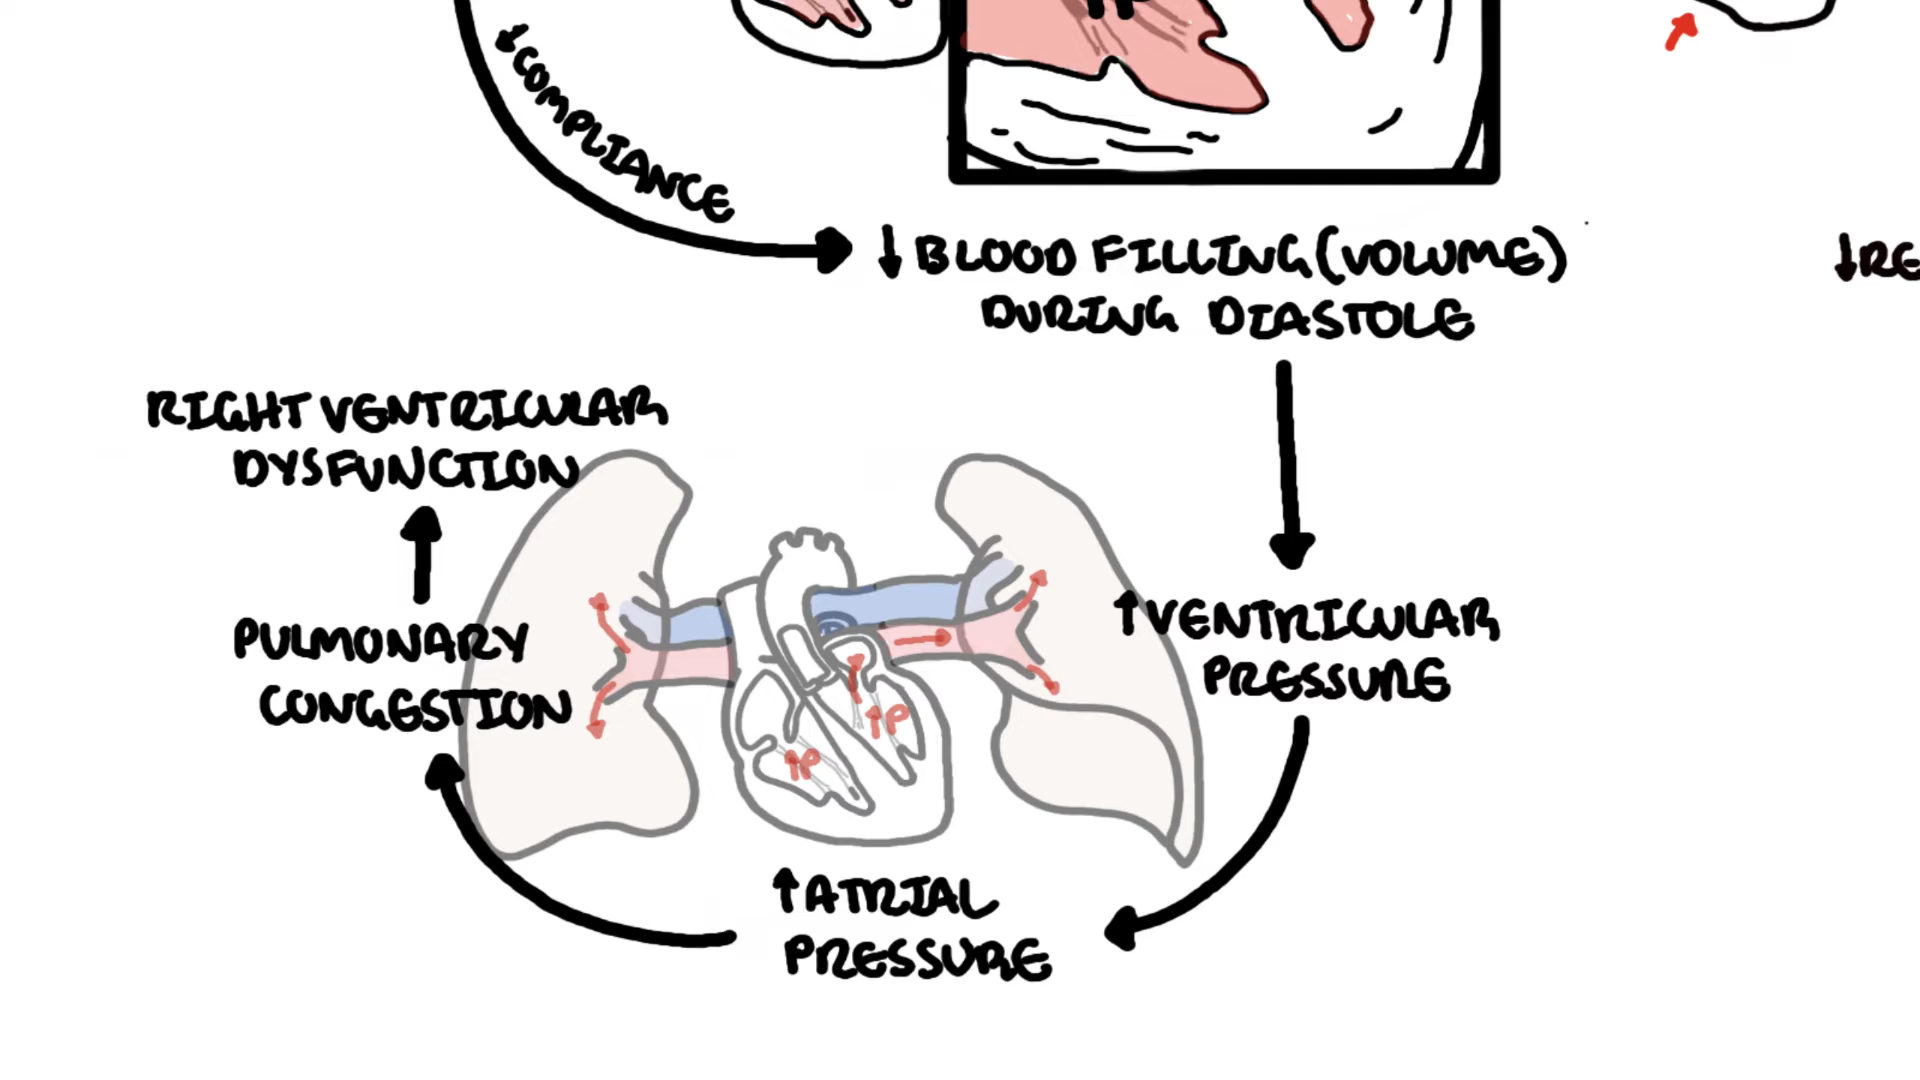 ↓COMPLIANCE
↓BLOOD FILLING (VOLUME)
DURING DIASTOLE
RIGHT VENTRICULAR
DYSFUNCTION
↑VENTRICULAR
PRESSURE
PULMONARY
CONGESTION
↑P
↑P
↑ATRIAL
PRESSURE